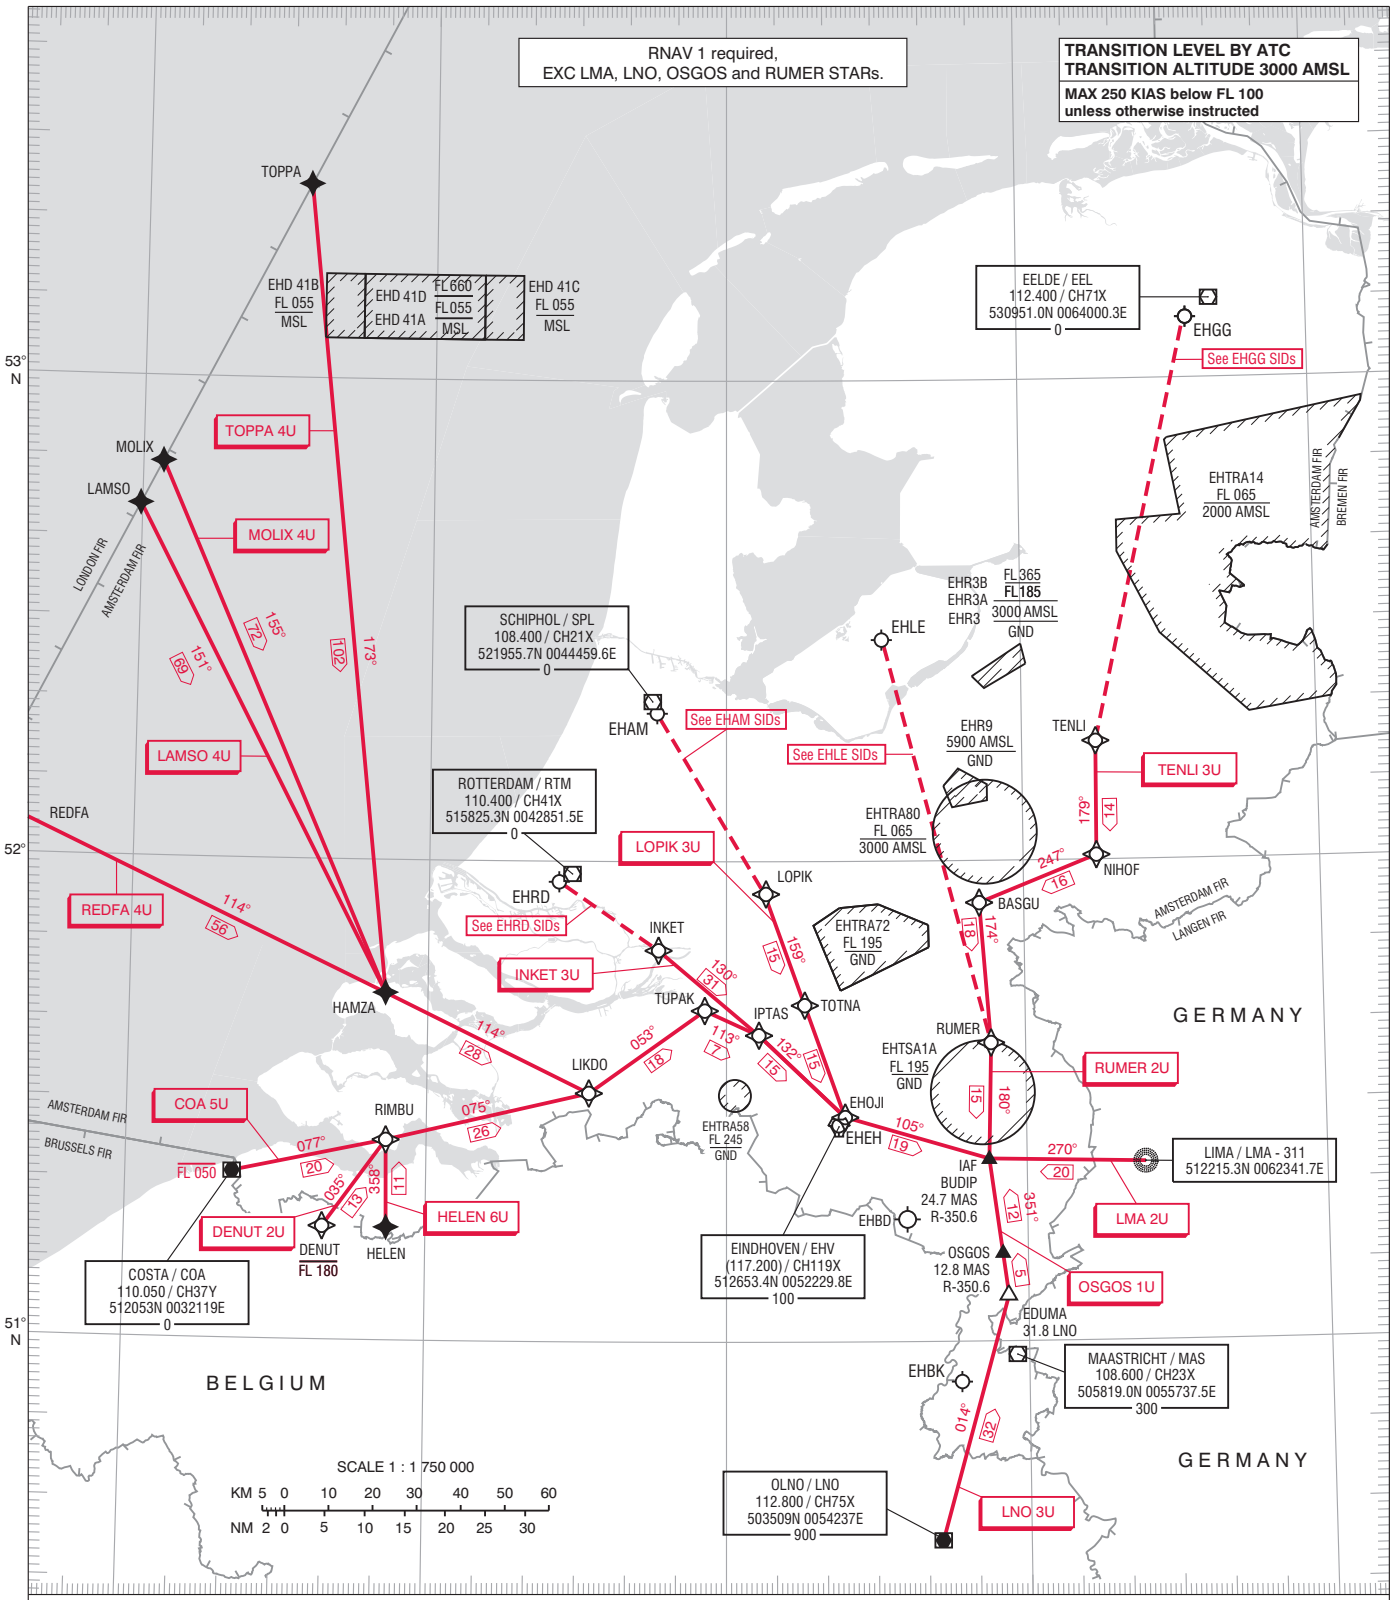 RNAV 1 required,
EXC LMA, LNO, OSGOS and RUMER STARs.
TRANSITION LEVEL BY ATC
TRANSITION ALTITUDE 3000 AMSL
MAX 250 KIAS below FL 100
unless otherwise instructed
TOPPA
EHD 41B
FL 055
MSL
EHD 41D
EHD 41A
FL 660
FL 055
MSL
EHD 41C
FL 055
MSL
EELDE / EEL
112.400 / CH71X
530951.0N 0064000.3E
0
EHGG
See EHGG SIDs
53°
N
TOPPA 4U
MOLIX
LAMSO
MOLIX 4U
LONDON FIR
AMSTERDAM FIR
EHTRA14
FL 065
2000 AMSL
AMSTERDAM FIR
BREMEN FIR
EHR3B
EHR3A
EHR3
FL 365
FL 185
3000 AMSL
GND
SCHIPHOL / SPL
108.400 / CH21X
521955.7N 0044459.6E
0
EHLE
155°
72
151°
69
173°
102
EHAM
See EHAM SIDs
See EHLE SIDs
EHR9
5900 AMSL
GND
TENLI
TENLI 3U
179°
14
LAMSO 4U
ROTTERDAM / RTM
110.400 / CH41X
515825.3N 0042851.5E
0
REDFA
EHTRA80
FL 065
3000 AMSL
LOPIK 3U
52°
N
247°
16
NIHOF
EHRD
LOPIK
BASGU
AMSTERDAM FIR
LANGEN FIR
REDFA 4U
114°
56
See EHRD SIDs
INKET
EHTRA72
FL 195
GND
18
174°
INKET 3U
130°
31
159°
15
HAMZA
TUPAK
IPTAS
TOTNA
GERMANY
RUMER
114°
28
053°
18
113°
7
132°
15
15
EHTSA1A
FL 195
GND
RUMER 2U
LIKDO
COA 5U
AMSTERDAM FIR
BRUSSELS FIR
RIMBU
075°
26
EHTRA58
FL 245
GND
EHOJI
EHEH
105°
19
15
180°
077°
20
FL 050
IAF
BUDIP
24.7 MAS
R-350.6
270°
20
LIMA / LMA - 311
512215.3N 0062341.7E
035°
13
358°
11
DENUT 2U
HELEN 6U
DENUT
FL 180
HELEN
EHBD
12
351°
LMA 2U
COSTA / COA
110.050 / CH37Y
512053N 0032119E
0
EINDHOVEN / EHV
(117.200) / CH119X
512653.4N 0052229.8E
100
OSGOS
12.8 MAS
R-350.6
5
OSGOS 1U
EDUMA
31.8 LNO
51°
N
BELGIUM
EHBK
MAASTRICHT / MAS
108.600 / CH23X
505819.0N 0055737.5E
300
014°
32
GERMANY
SCALE 1 : 1 750 000
KM 5 0 10 20 30 40 50 60
NM 2 0 5 10 15 20 25 30
OLNO / LNO
112.800 / CH75X
503509N 0054237E
900
LNO 3U